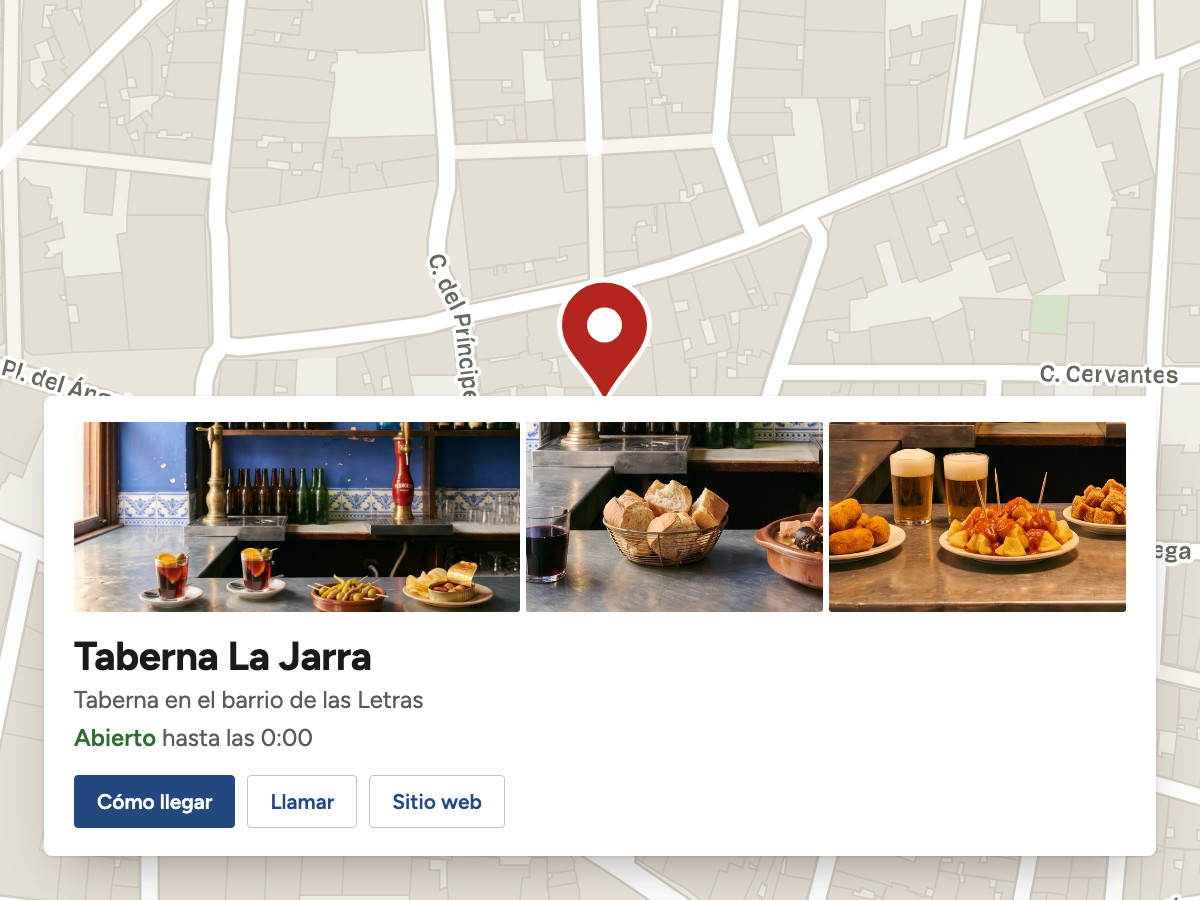 C. del Príncipe
Pl. del Áng
C. Cervantes
ega
Taberna La Jarra
Taberna en el barrio de las Letras
Abierto hasta las 0:00
Cómo llegar
Llamar
Sitio web